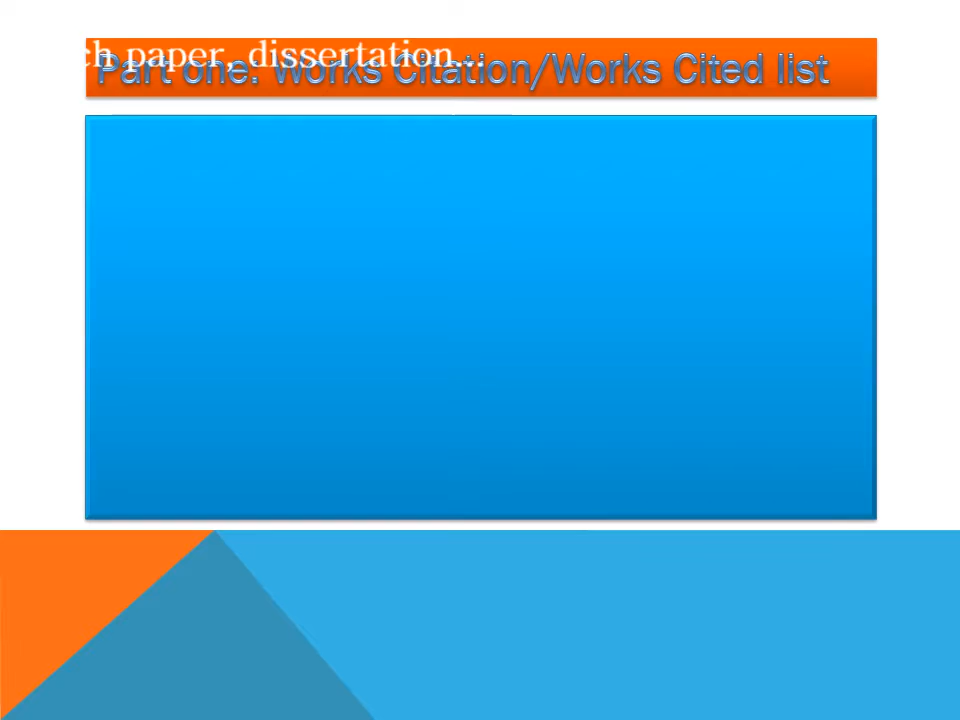 ch paper, dissertation...
Part one: Works Citation/Works Cited list